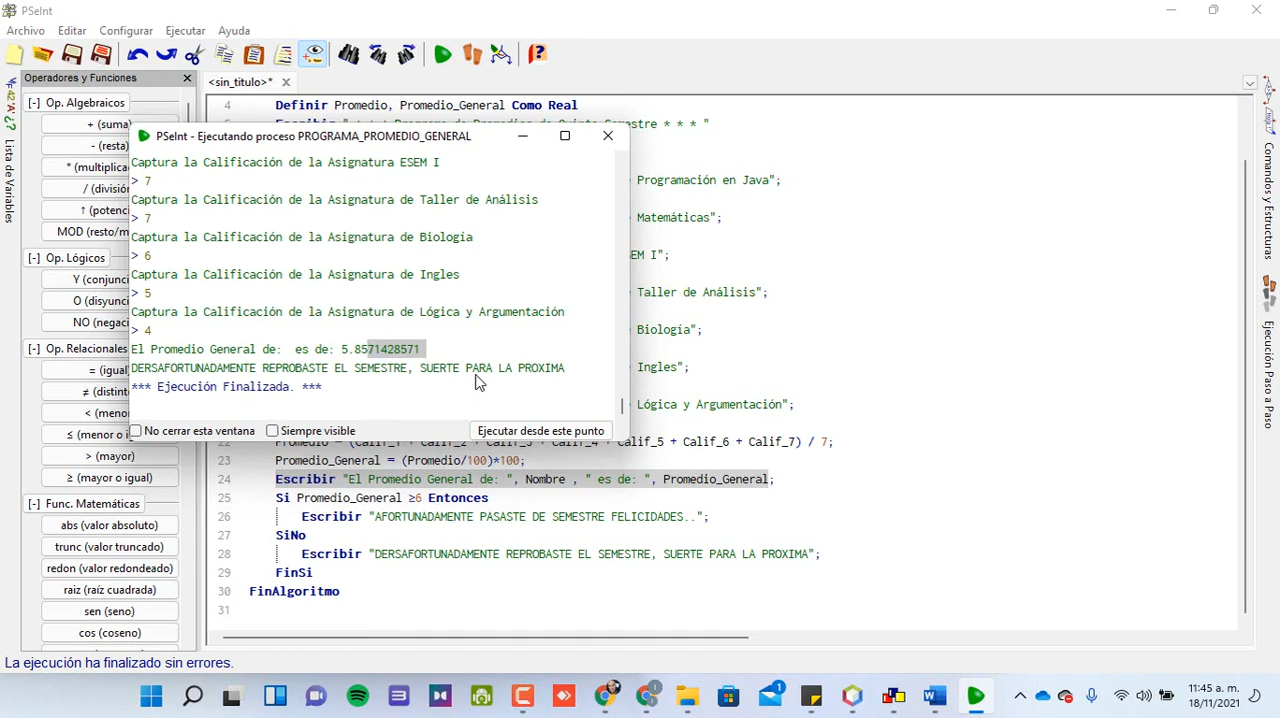 PSeInt
Archivo Editar Configurar Ejecutar Ayuda
Operadores y Funciones
<sin_titulo>*
[-] Op. Algebraicos
+ (suma)
- (resta)
* (multiplicac
/ (división
↑ (potenc
MOD (resto/m
[-] Op. Lógicos
Y (conjunci
O (disyunc
NO (negac
[-] Op. Relacionales
= (igual
≠ (distint
< (menor
≤ (menor o
> (mayor)
≥ (mayor o igual)
[-] Func. Matemáticas
abs (valor absoluto)
trunc (valor truncado)
redon (valor redondeado)
raiz (raíz cuadrada)
sen (seno)
cos (coseno)
Lista de Variables
4 Definir Promedio, Promedio_General Como Real
Semestre * * * "
Programación en Java";
Matemáticas";
EM I";
Taller de Análisis";
Biología";
Ingles";
Lógica y Argumentación";
Calif_5 + Calif_6 + Calif_7) / 7;
23 Promedio_General = (Promedio/100)*100;
24 Escribir "El Promedio General de: ", Nombre , " es de: ", Promedio_General;
25 Si Promedio_General ≥6 Entonces
26 Escribir "AFORTUNADAMENTE PASASTE DE SEMESTRE FELICIDADES..";
27 SiNo
28 Escribir "DERSAFORTUNADAMENTE REPROBASTE EL SEMESTRE, SUERTE PARA LA PROXIMA";
29 FinSi
30 FinAlgoritmo
31
PSeInt - Ejecutando proceso PROGRAMA_PROMEDIO_GENERAL
Captura la Calificación de la Asignatura ESEM I
> 7
Captura la Calificación de la Asignatura de Taller de Análisis
> 7
Captura la Calificación de la Asignatura de Biología
> 6
Captura la Calificación de la Asignatura de Ingles
> 5
Captura la Calificación de la Asignatura de Lógica y Argumentación
> 4
El Promedio General de:  es de: 5.8571428571
DERSAFORTUNADAMENTE REPROBASTE EL SEMESTRE, SUERTE PARA LA PROXIMA
*** Ejecución Finalizada. ***
No cerrar esta ventana Siempre visible Ejecutar desde este punto
Comandos y Estructuras
Ejecución Paso a Paso
La ejecución ha finalizado sin errores.
11:45 a. m.
18/11/2021